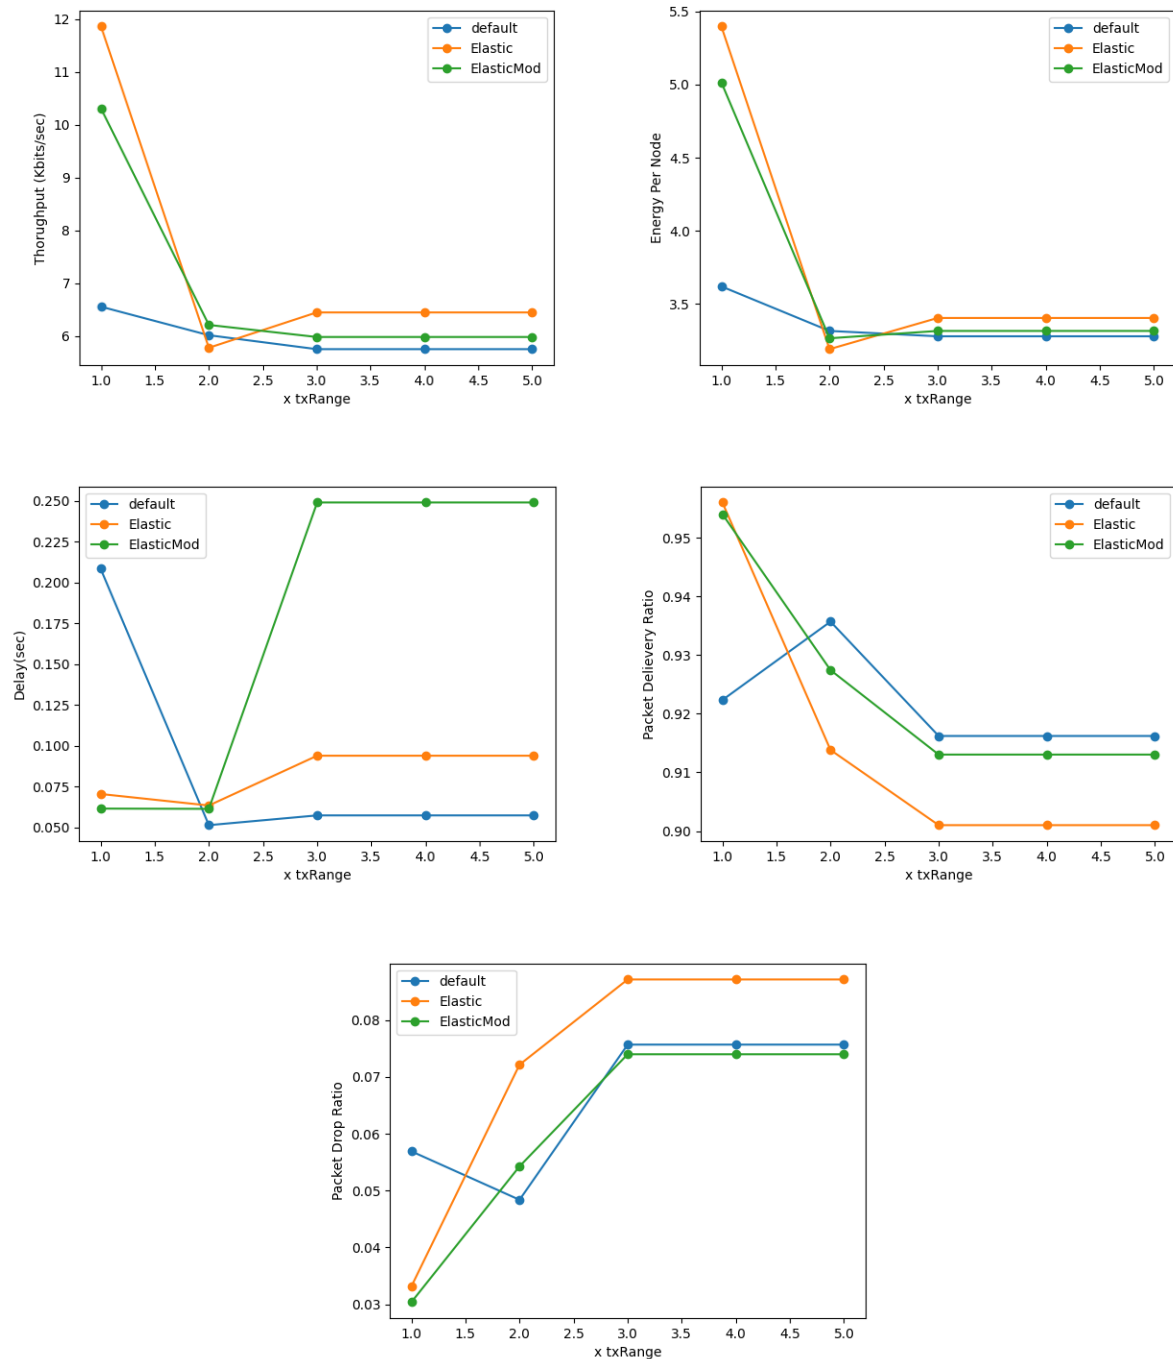 12
11
10
9
8
7
6
Thorughput (Kbits/sec)
default
Elastic
ElasticMod
1.0 1.5 2.0 2.5 3.0 3.5 4.0 4.5 5.0
x txRange
5.5
5.0
4.5
4.0
3.5
Energy Per Node
default
Elastic
ElasticMod
1.0 1.5 2.0 2.5 3.0 3.5 4.0 4.5 5.0
x txRange
0.250
0.225
0.200
0.175
0.150
0.125
0.100
0.075
0.050
Delay(sec)
default
Elastic
ElasticMod
1.0 1.5 2.0 2.5 3.0 3.5 4.0 4.5 5.0
x txRange
0.95
0.94
0.93
0.92
0.91
0.90
Packet Delievery Ratio
default
Elastic
ElasticMod
1.0 1.5 2.0 2.5 3.0 3.5 4.0 4.5 5.0
x txRange
0.08
0.07
0.06
0.05
0.04
0.03
Packet Drop Ratio
default
Elastic
ElasticMod
1.0 1.5 2.0 2.5 3.0 3.5 4.0 4.5 5.0
x txRange